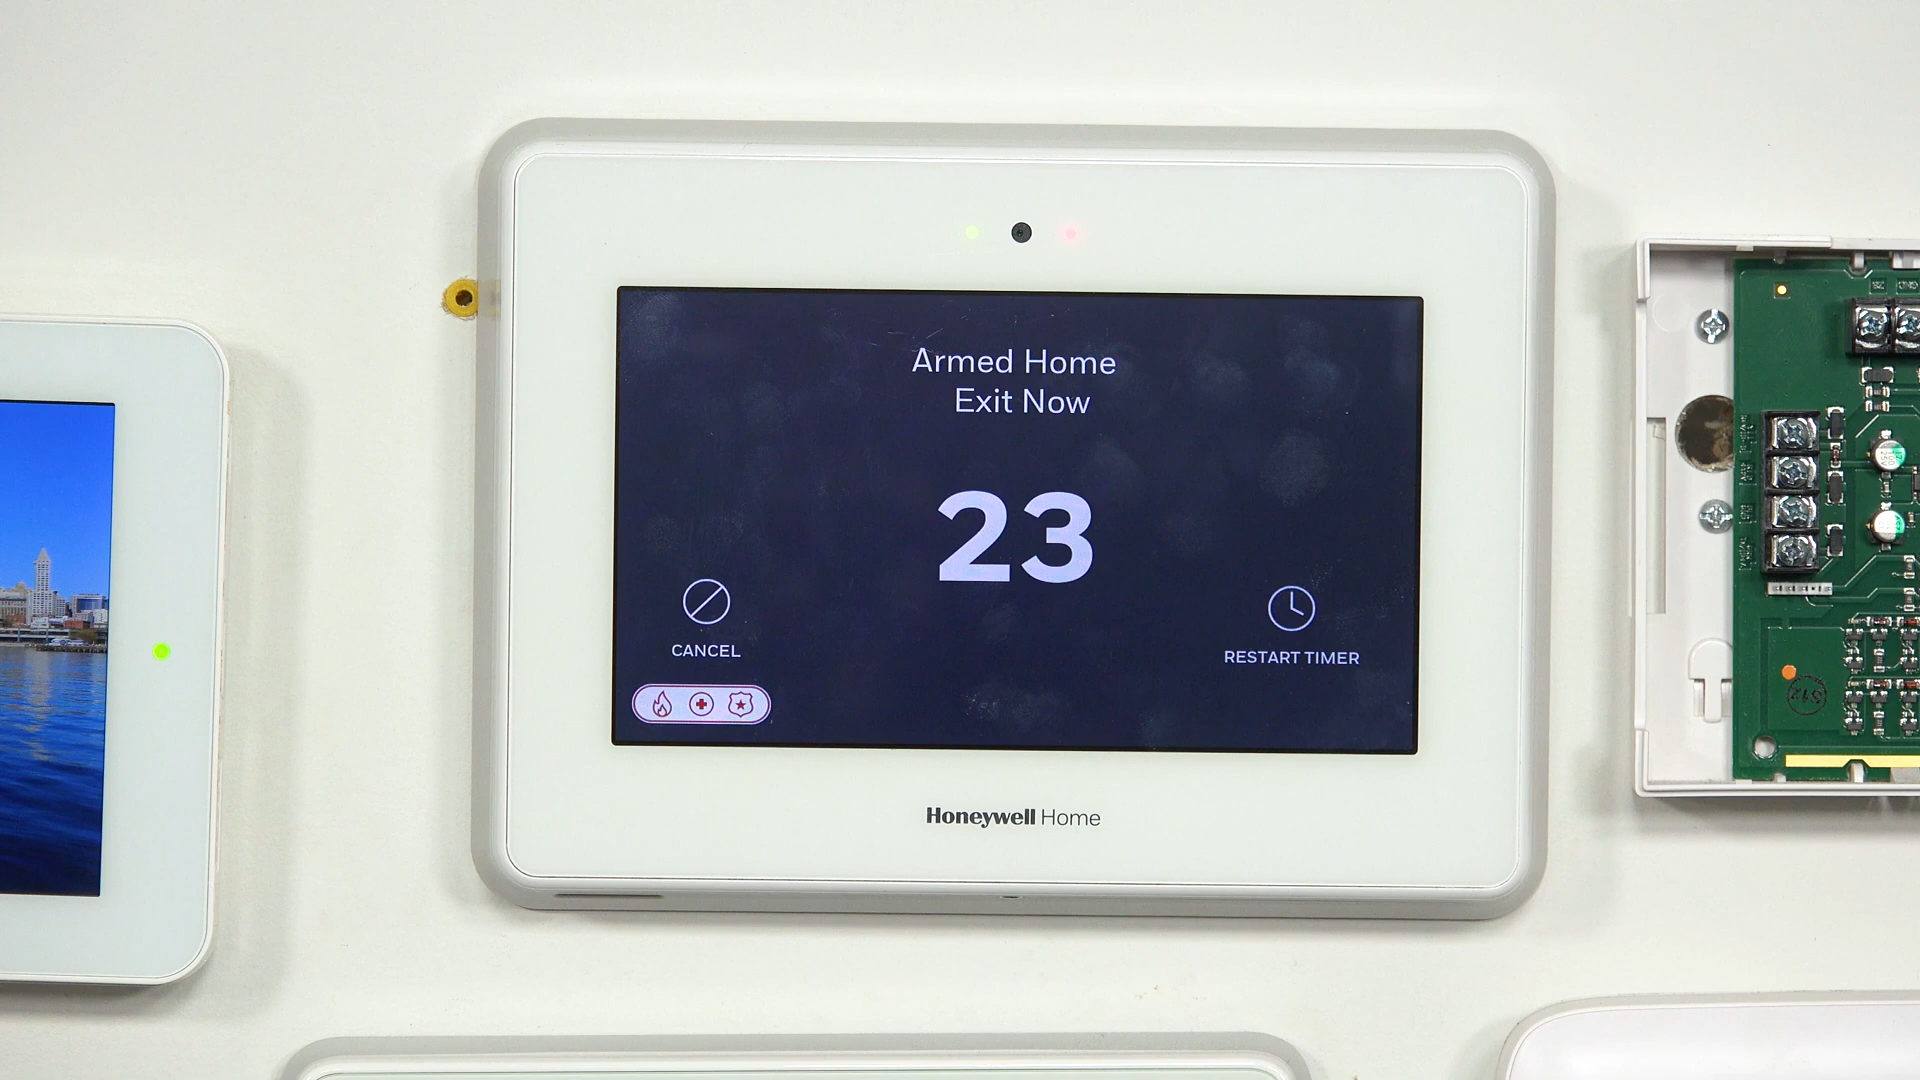 Armed Home
Exit Now
23
CANCEL
RESTART TIMER
Honeywell Home